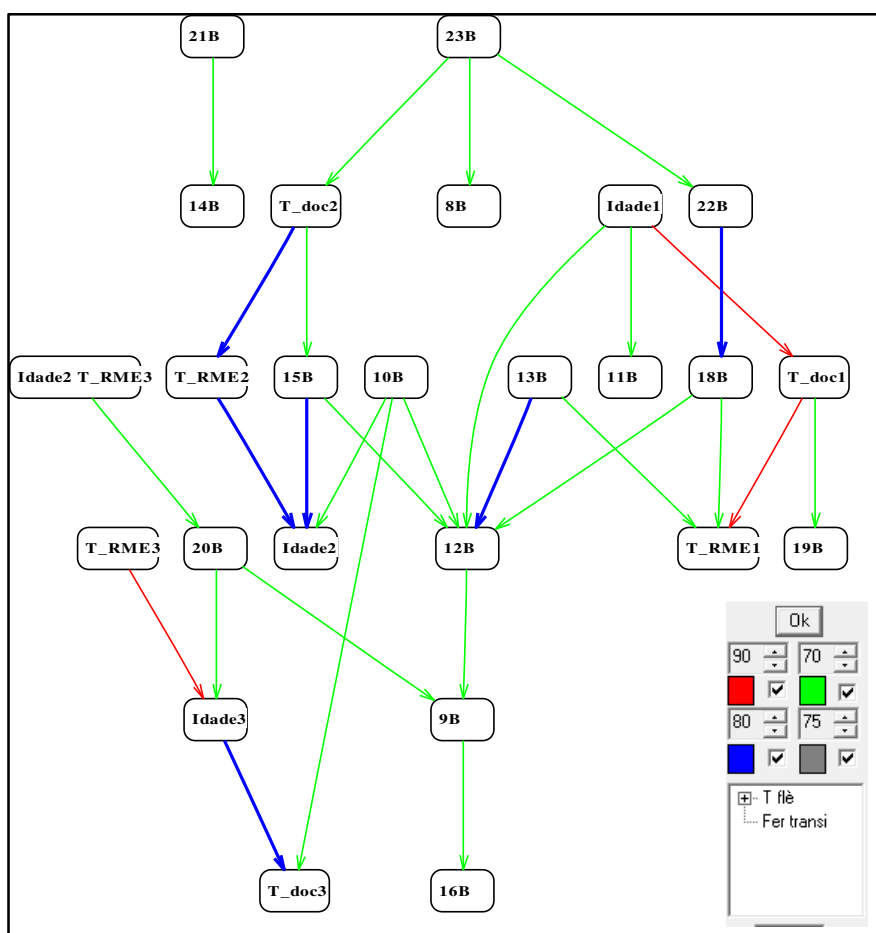 21B 23B
14B T_doc2 8B Idade1 22B
Idade2 T_RME3 T_RME2 15B 10B 13B 11B 18B T_doc1
T_RME3 20B Idade2 12B T_RME1 19B
Idade3 9B
T_doc3 16B
Ok
90 70
80 75
T flè
Fer transi